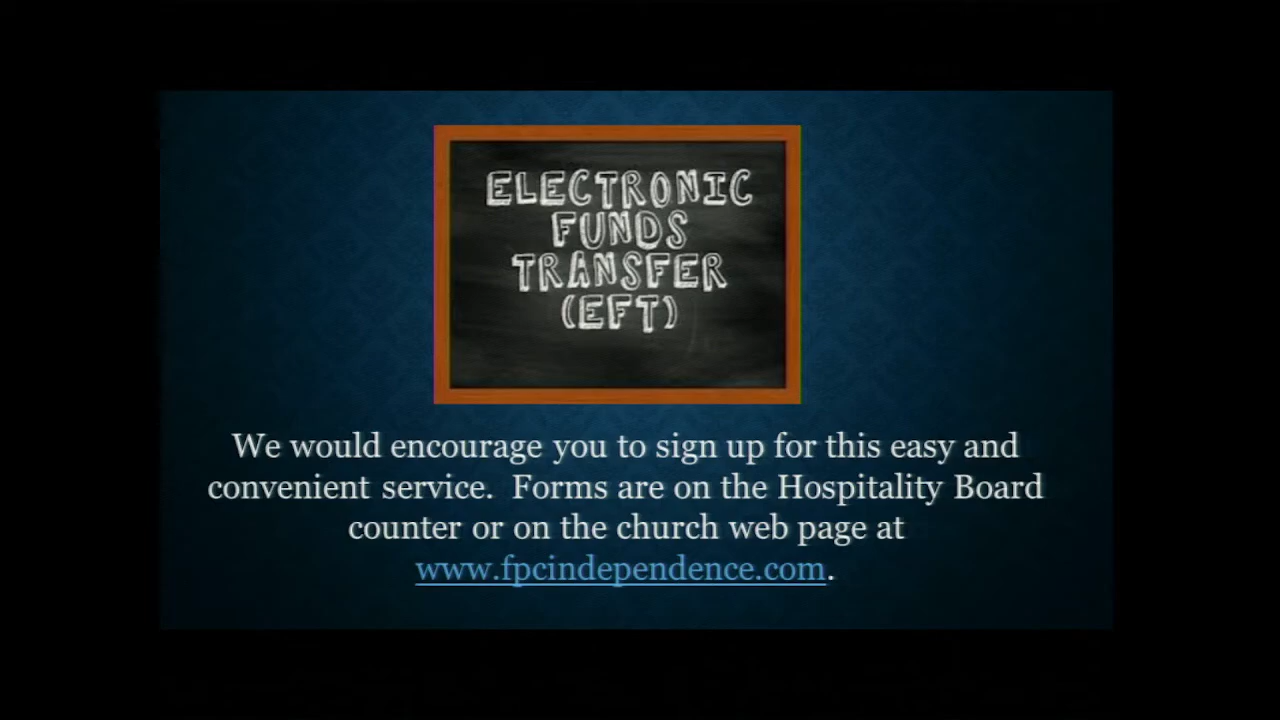 ELECTRONIC
FUNDS
TRANSFER
(EFT)
We would encourage you to sign up for this easy and
convenient service.  Forms are on the Hospitality Board
counter or on the church web page at
www.fpcindependence.com.